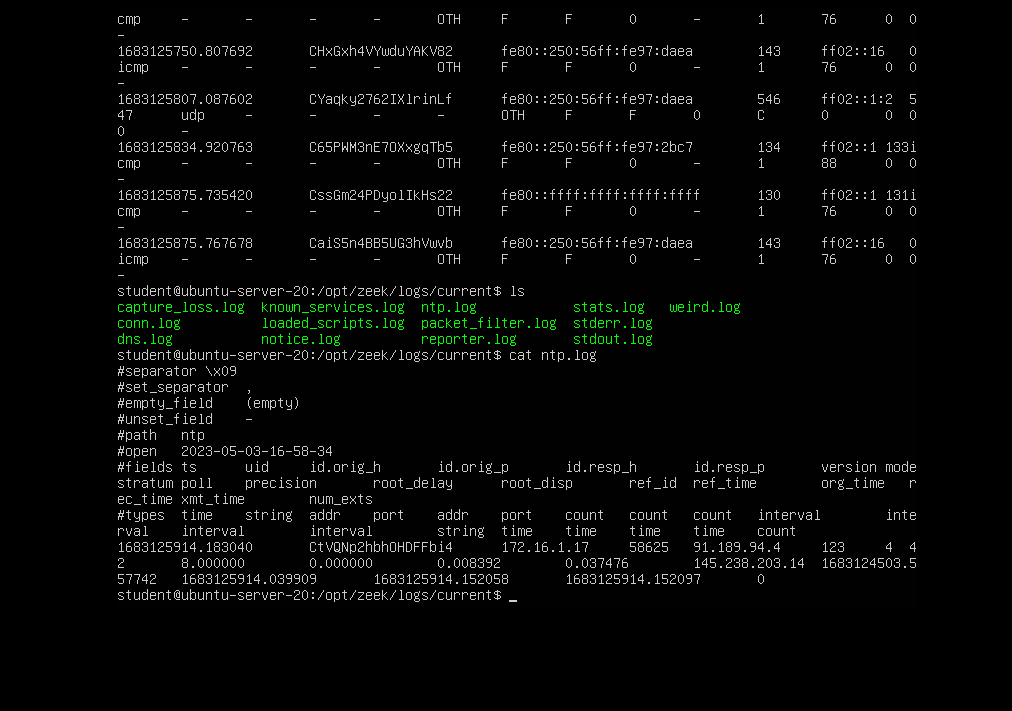 cmp     -       -       -       -       OTH     F       F       0       -       1       76      0  0
-
1683125750.807692       CHxGxh4VYwduYAKV82      fe80::250:56ff:fe97:daea        143     ff02::16   0
icmp    -       -       -       -       OTH     F       F       0       -       1       76      0  0
-
1683125807.087602       CYaqky2762IXlrinLf      fe80::250:56ff:fe97:daea        546     ff02::1:2  5
47      udp     -       -       -       -       OTH     F       F       0       C       0       0  0
0       -
1683125834.920763       C65PWM3nE7OXxgqTb5      fe80::250:56ff:fe97:2bc7        134     ff02::1 133i
cmp     -       -       -       -       OTH     F       F       0       -       1       88      0  0
-
1683125875.735420       CssGm24PDyolIkHs22      fe80::ffff:ffff:ffff:ffff       130     ff02::1 131i
cmp     -       -       -       -       OTH     F       F       0       -       1       76      0  0
-
1683125875.767678       CaiS5n4BB5UG3hVwvb      fe80::250:56ff:fe97:daea        143     ff02::16   0
icmp    -       -       -       -       OTH     F       F       0       -       1       76      0  0
-
student@ubuntu-server-20:/opt/zeek/logs/current$ ls
capture_loss.log  known_services.log  ntp.log            stats.log   weird.log
conn.log          loaded_scripts.log  packet_filter.log  stderr.log
dns.log           notice.log          reporter.log       stdout.log
student@ubuntu-server-20:/opt/zeek/logs/current$ cat ntp.log
#separator \x09
#set_separator  ,
#empty_field    (empty)
#unset_field    -
#path   ntp
#open   2023-05-03-16-58-34
#fields ts      uid     id.orig_h       id.orig_p       id.resp_h       id.resp_p       version mode
stratum poll    precision       root_delay      root_disp       ref_id  ref_time        org_time   r
ec_time xmt_time        num_exts
#types  time    string  addr    port    addr    port    count   count   count   interval        inte
rval    interval        interval        string  time    time    time    time    count
1683125914.183040       CtVQNp2hbhOHDFFbi4      172.16.1.17     58625   91.189.94.4     123     4  4
2       8.000000        0.000000        0.008392        0.037476        145.238.203.14  1683124503.5
57742   1683125914.039909       1683125914.152058       1683125914.152097       0
student@ubuntu-server-20:/opt/zeek/logs/current$ _